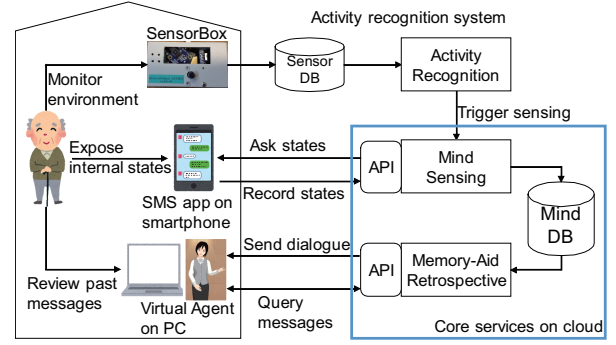 SensorBox
Activity recognition system
Sensor
DB
Activity
Recognition
Monitor
environment
Trigger sensing
Expose
internal states
Ask states
API
Mind
Sensing
Record states
SMS app on
smartphone
Mind
DB
Send dialogue
API
Memory-Aid
Retrospective
Review past
messages
Virtual Agent
on PC
Query
messages
Core services on cloud